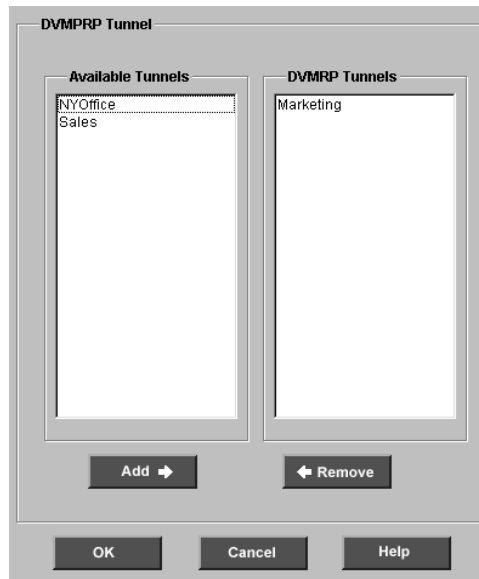 DVMPRP Tunnel
Available Tunnels
NYOffice
Sales
DVMRP Tunnels
Marketing
Add
Remove
OK
Cancel
Help